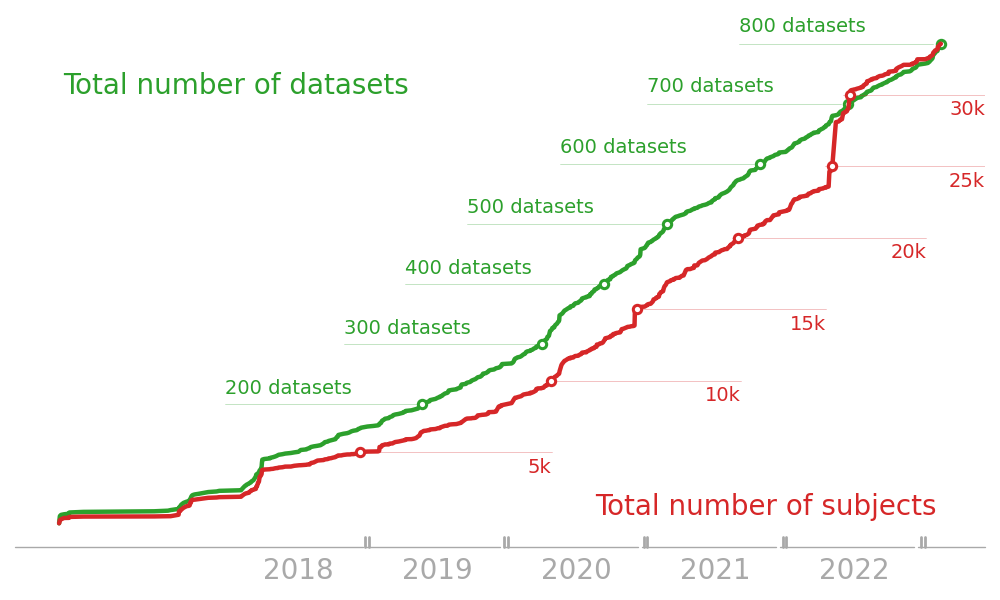 800 datasets
Total number of datasets
700 datasets
30k
600 datasets
25k
500 datasets
20k
400 datasets
300 datasets
15k
200 datasets
10k
5k
Total number of subjects
2018 2019 2020 2021 2022